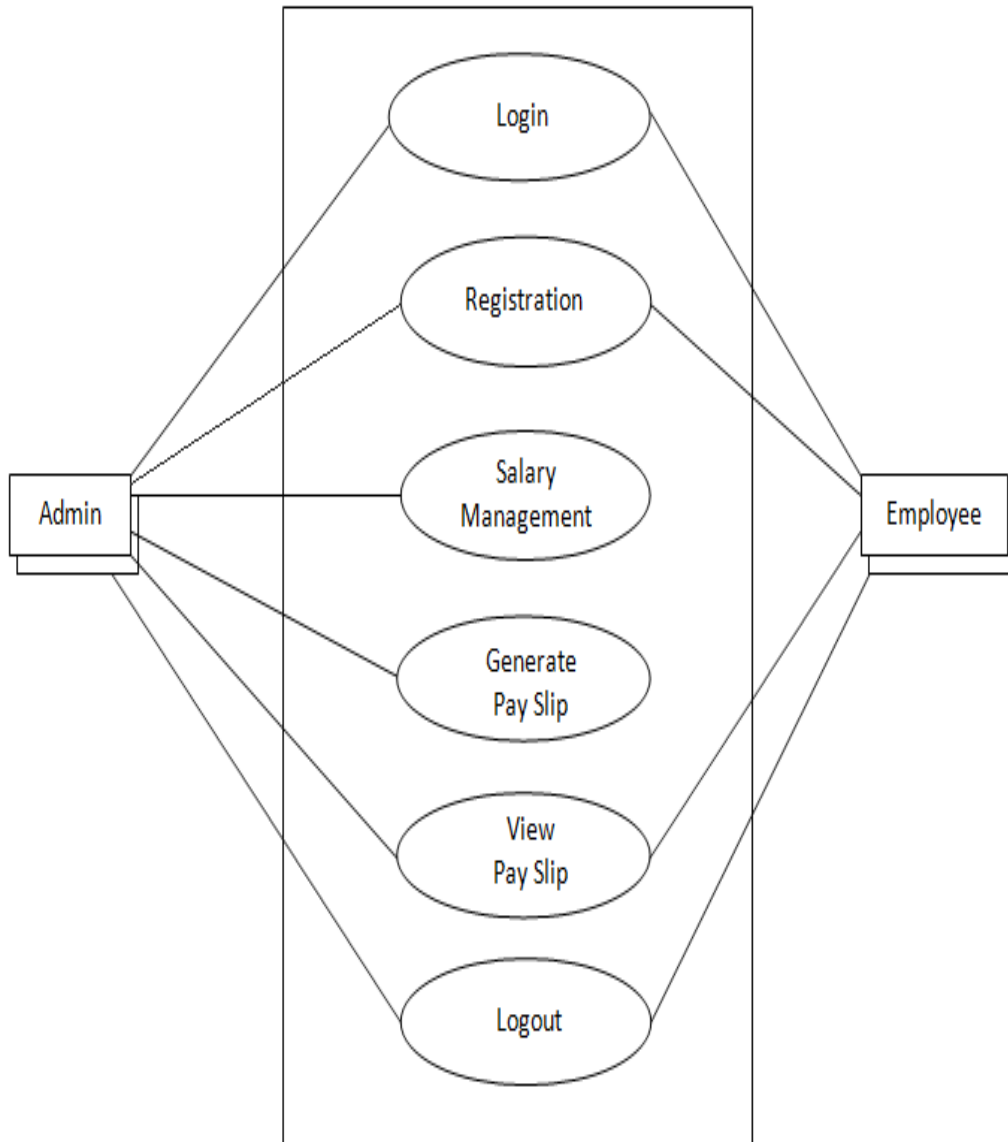 Login
Registration
Salary
Management
Admin
Employee
Generate
Pay Slip
View
Pay Slip
Logout